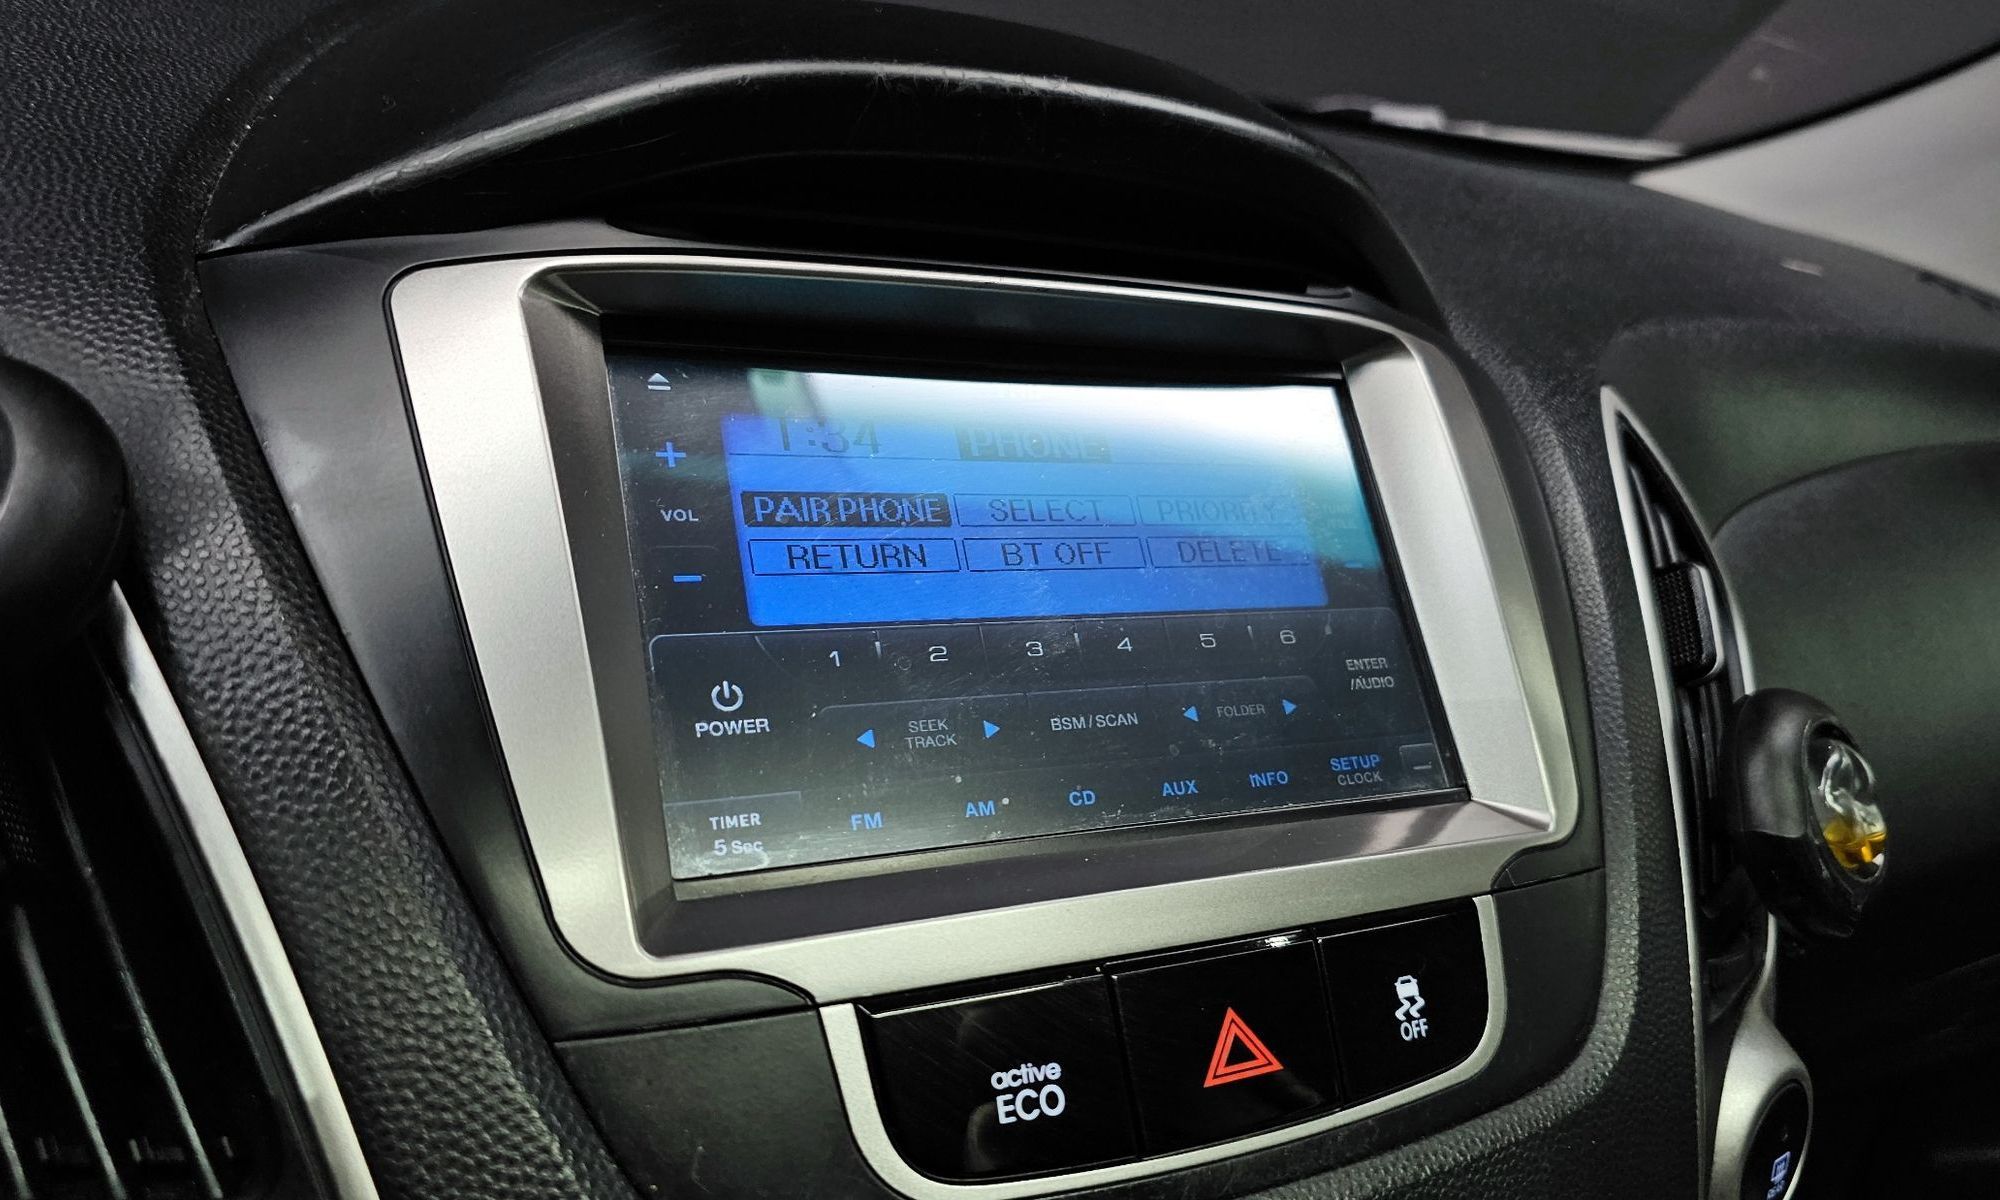 1:34 PHONE
+
VOL
−
PAIR PHONE SELECT PRIORITY
RETURN BT OFF DELETE
1 2 3 4 5 6
POWER
SEEK
TRACK
BSM/SCAN
FOLDER
ENTER
/AUDIO
TIMER
5 Sec
FM AM CD AUX INFO SETUP
CLOCK
active
ECO
OFF